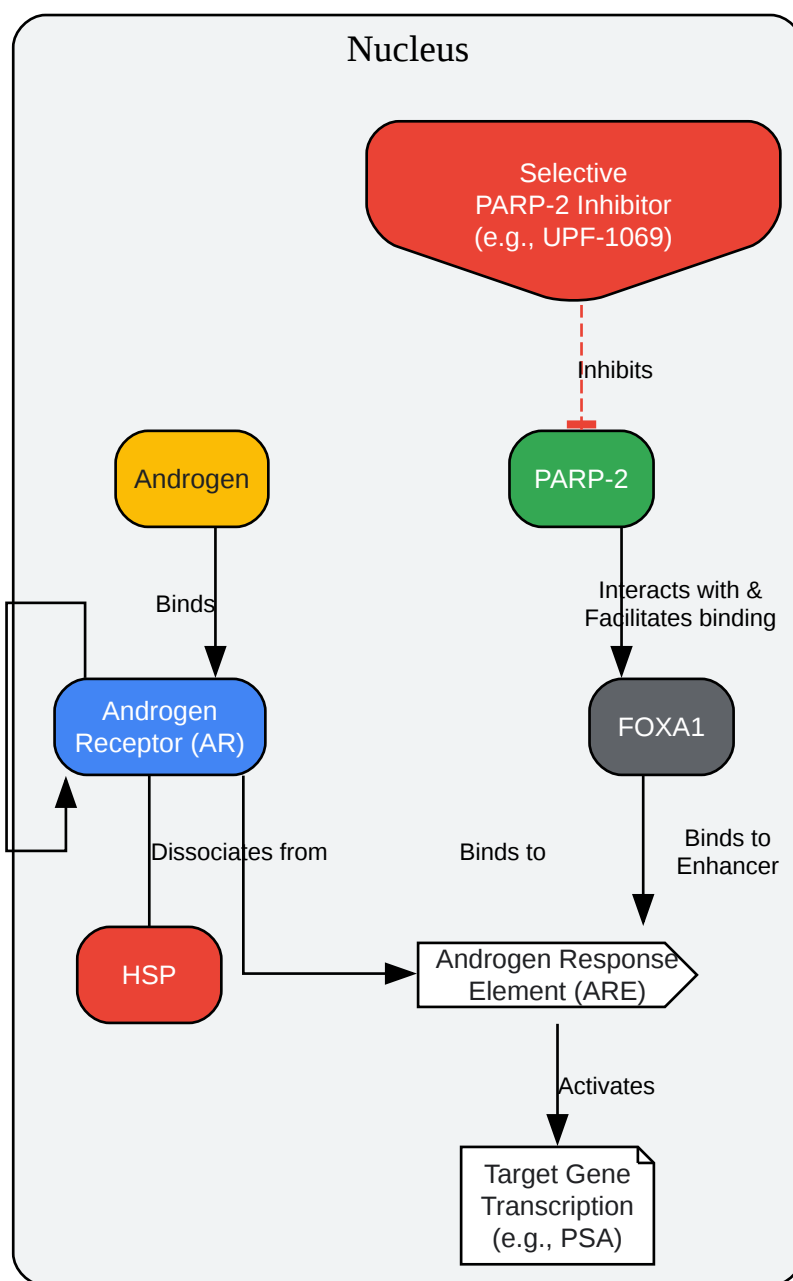 Nucleus
Selective
PARP-2 Inhibitor
(e.g., UPF-1069)
Inhibits
Androgen
PARP-2
Binds
Interacts with &
Facilitates binding
Androgen
Receptor (AR)
FOXA1
Dissociates from
Binds to
Binds to
Enhancer
HSP
Androgen Response
Element (ARE)
Activates
Target Gene
Transcription
(e.g., PSA)